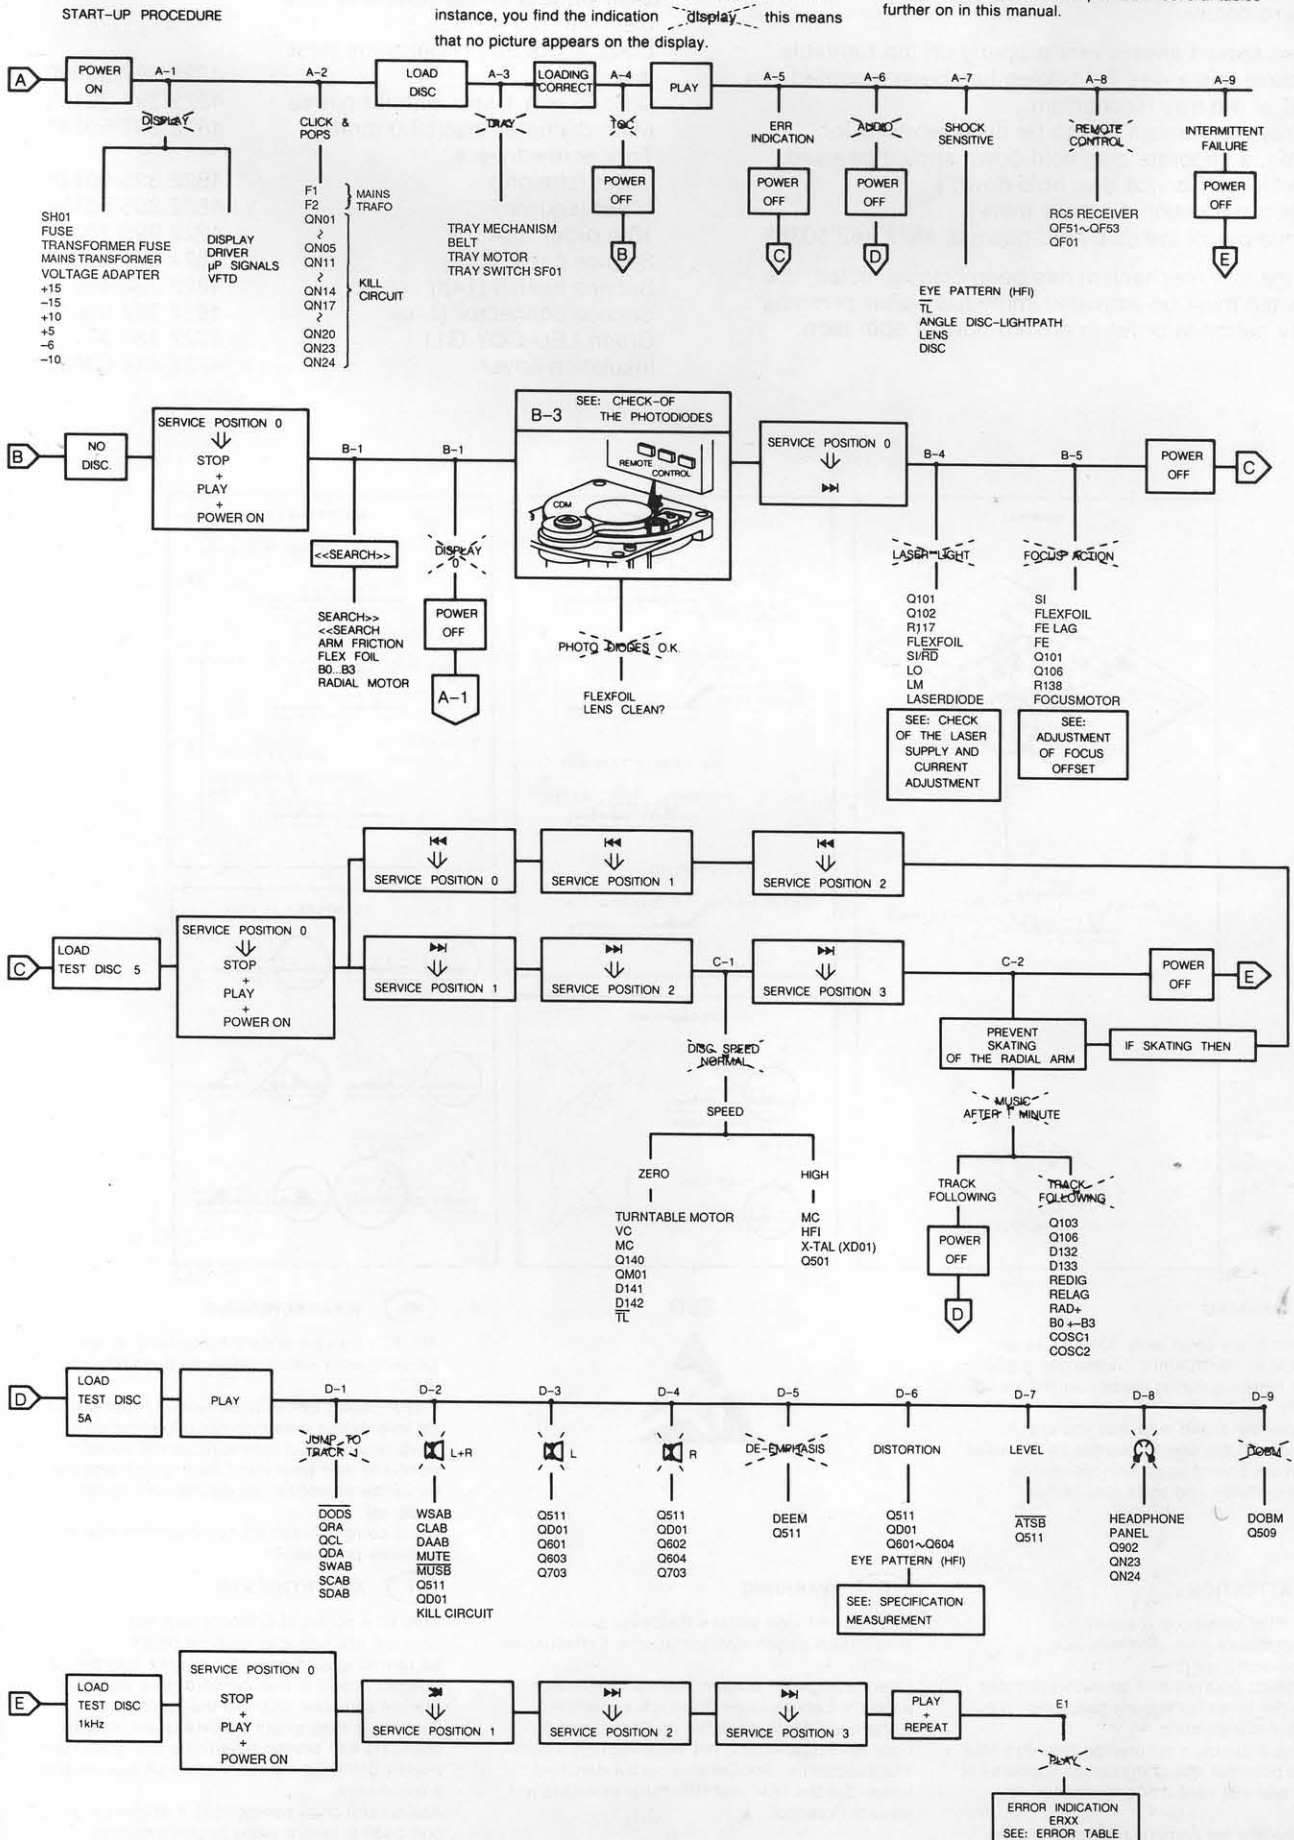 START-UP PROCEDURE
instance, you find the indication display this means
that no picture appears on the display.
further on in this manual.
A
POWER
ON
A-1
A-2
LOAD
DISC
A-3
LOADING
CORRECT
A-4
PLAY
A-5
A-6
A-7
A-8
A-9
DISPLAY
CLICK &
POPS
TRAY
TOC
ERR
INDICATION
AUDIO
SHOCK
SENSITIVE
REMOTE
CONTROL
INTERMITTENT
FAILURE
SH01
FUSE
TRANSFORMER FUSE
MAINS TRANSFORMER
VOLTAGE ADAPTER
+15
-15
+10
+5
-6
-10
DISPLAY
DRIVER
µP SIGNALS
VFTD
F1
F2
MAINS
TRAFO
QN01
~
QN05
QN11
~
QN14
QN17
~
QN20
QN23
QN24
KILL
CIRCUIT
TRAY MECHANISM
BELT
TRAY MOTOR
TRAY SWITCH SF01
POWER
OFF
B
POWER
OFF
C
POWER
OFF
D
EYE PATTERN (HFI)
TL
ANGLE DISC-LIGHTPATH
LENS
DISC
RC5 RECEIVER
QF51~QF53
QF01
POWER
OFF
E
B
NO
DISC.
SERVICE POSITION 0
⇓
STOP
+
PLAY
+
POWER ON
B-1
B-1
SEE: CHECK-OF
B-3 THE PHOTODIODES
REMOTE
CONTROL
CDM
SERVICE POSITION 0
⇓
▶▶|
B-4
B-5
POWER
OFF
C
<<SEARCH>>
SEARCH>>
<<SEARCH
ARM FRICTION
FLEX FOIL
B0...B3
RADIAL MOTOR
DISPLAY
0
POWER
OFF
A-1
PHOTO DIODES O.K.
FLEXFOIL
LENS CLEAN?
LASER-LIGHT
Q101
Q102
R117
FLEXFOIL
SI/RD
LO
LM
LASERDIODE
SEE: CHECK
OF THE LASER
SUPPLY AND
CURRENT
ADJUSTMENT
FOCUS ACTION
SI
FLEXFOIL
FE LAG
FE
Q101
Q106
R138
FOCUSMOTOR
SEE:
ADJUSTMENT
OF FOCUS
OFFSET
|◀◀
⇓
SERVICE POSITION 0
|◀◀
⇓
SERVICE POSITION 1
|◀◀
⇓
SERVICE POSITION 2
C
LOAD
TEST DISC 5
SERVICE POSITION 0
⇓
STOP
+
PLAY
+
POWER ON
▶▶|
⇓
SERVICE POSITION 1
▶▶|
⇓
SERVICE POSITION 2
C-1
▶▶|
⇓
SERVICE POSITION 3
C-2
POWER
OFF
E
DISC SPEED
NORMAL
SPEED
ZERO
HIGH
TURNTABLE MOTOR
VC
MC
Q140
QM01
D141
D142
TL
MC
HFI
X-TAL (XD01)
Q501
PREVENT
SKATING
OF THE RADIAL ARM
IF SKATING THEN
MUSIC
AFTER 1 MINUTE
TRACK
FOLLOWING
POWER
OFF
D
TRACK
FOLLOWING
Q103
Q106
D132
D133
REDIG
RELAG
RAD+
B0 +-B3
COSC1
COSC2
D
LOAD
TEST DISC
5A
PLAY
D-1
D-2
D-3
D-4
D-5
D-6
D-7
D-8
D-9
JUMP TO
TRACK 1
L+R
L
R
DE-EMPHASIS
DISTORTION
LEVEL
DOBM
DODS
QRA
QCL
QDA
SWAB
SCAB
SDAB
WSAB
CLAB
DAAB
MUTE
MUSB
Q511
QD01
KILL CIRCUIT
Q511
QD01
Q601
Q603
Q703
Q511
QD01
Q602
Q604
Q703
DEEM
Q511
Q511
QD01
Q601~Q604
EYE PATTERN (HFI)
SEE: SPECIFICATION
MEASUREMENT
ATSB
Q511
HEADPHONE
PANEL
Q902
QN23
QN24
DOBM
Q509
E
LOAD
TEST DISC
1kHz
SERVICE POSITION 0
STOP
+
PLAY
+
POWER ON
▶▶|
⇓
SERVICE POSITION 1
▶▶|
⇓
SERVICE POSITION 2
▶▶|
⇓
SERVICE POSITION 3
PLAY
+
REPEAT
E1
PLAY
ERROR INDICATION
ERXX
SEE: ERROR TABLE